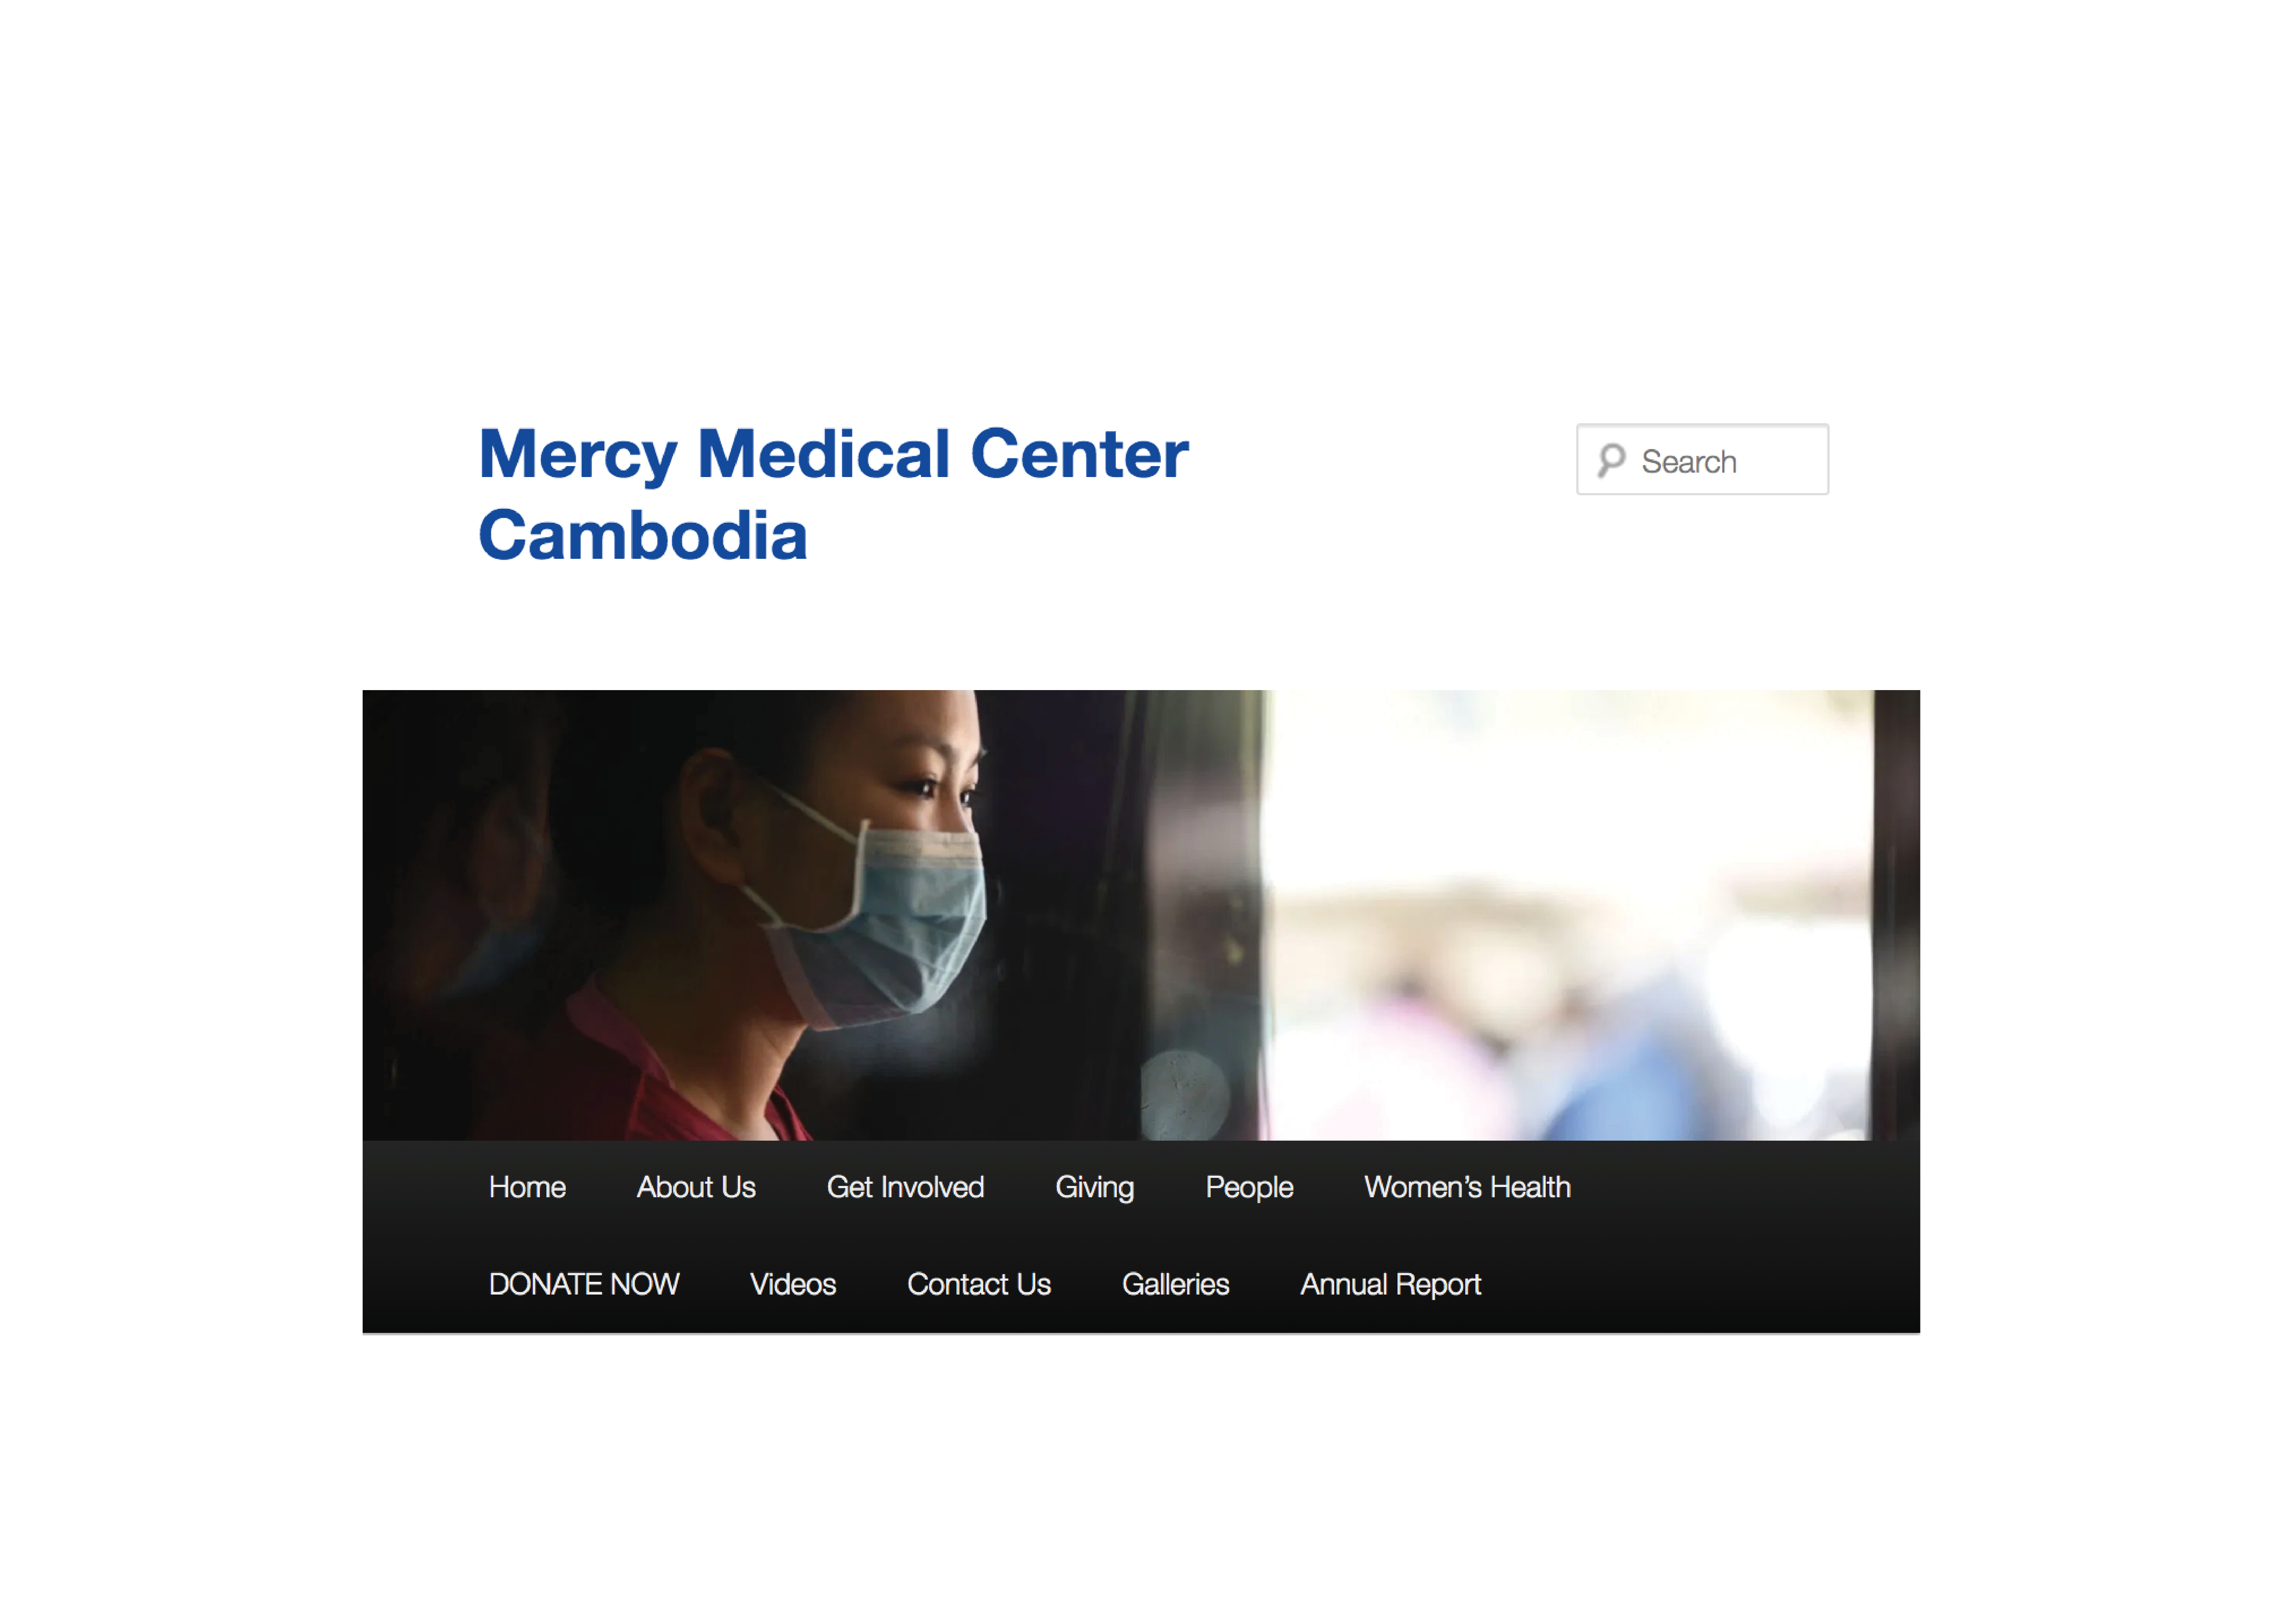 Mercy Medical Center
Cambodia
Search
Home About Us Get Involved Giving People Women’s Health
DONATE NOW Videos Contact Us Galleries Annual Report